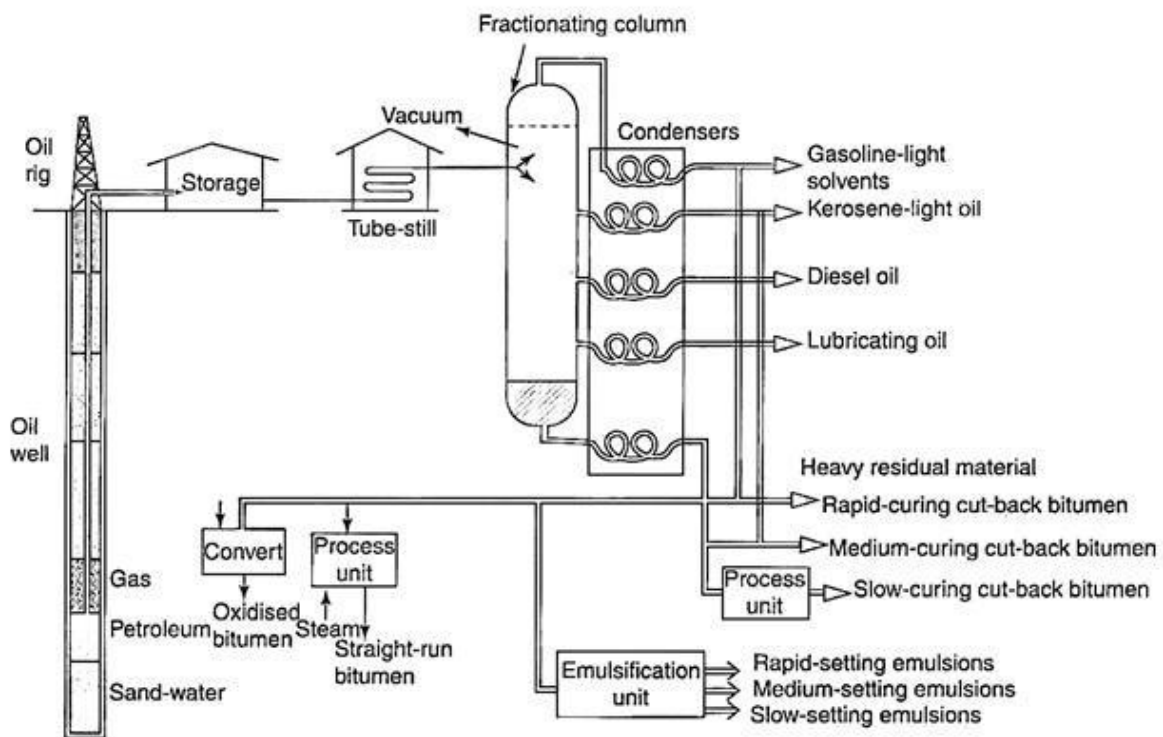 Fractionating column
Vacuum
Condensers
Oil
rig
Storage
Tube-still
Gasoline-light
solvents
Kerosene-light oil
Diesel oil
Lubricating oil
Oil
well
Heavy residual material
Rapid-curing cut-back bitumen
Medium-curing cut-back bitumen
Process
unit
Slow-curing cut-back bitumen
Convert
Process
unit
Gas
Petroleum
Oxidised
bitumen
Steam
Straight-run
bitumen
Sand-water
Emulsification
unit
Rapid-setting emulsions
Medium-setting emulsions
Slow-setting emulsions